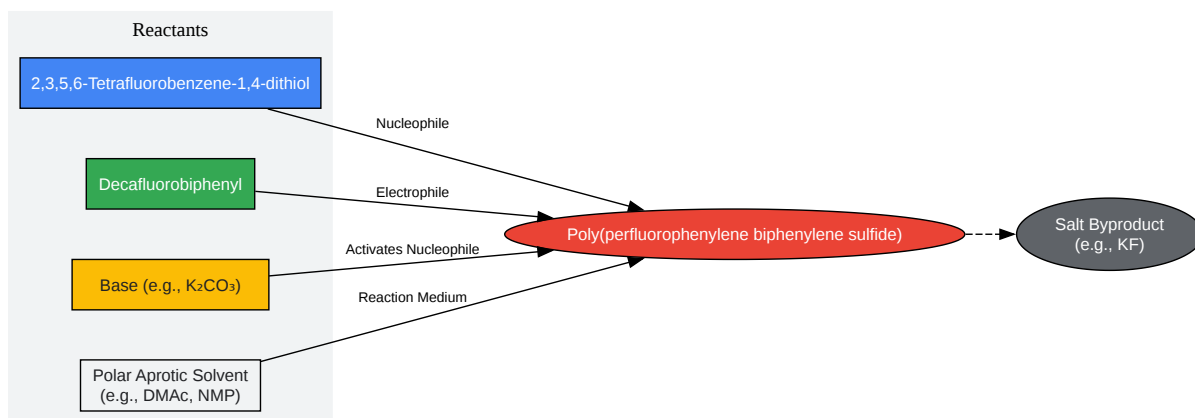 Reactants
2,3,5,6-Tetrafluorobenzene-1,4-dithiol
Nucleophile
Decafluorobiphenyl
Electrophile
Poly(perfluorophenylene biphenylene sulfide)
Salt Byproduct
(e.g., KF)
Activates Nucleophile
Base (e.g., K₂CO₃)
Reaction Medium
Polar Aprotic Solvent
(e.g., DMAc, NMP)